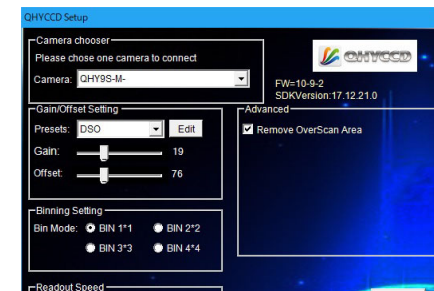 QHYCCD Setup
Camera chooser
Please chose one camera to connect
Camera: QHY9S-M-
QHYCCD
FW=10-9-2
SDKVersion:17.12.21.0
Gain/Offset Setting
Presets: DSO Edit
Gain: 19
Offset: 76
Advanced
Remove OverScan Area
Binning Setting
Bin Mode: BIN 1*1 BIN 2*2
BIN 3*3 BIN 4*4
Readout Speed